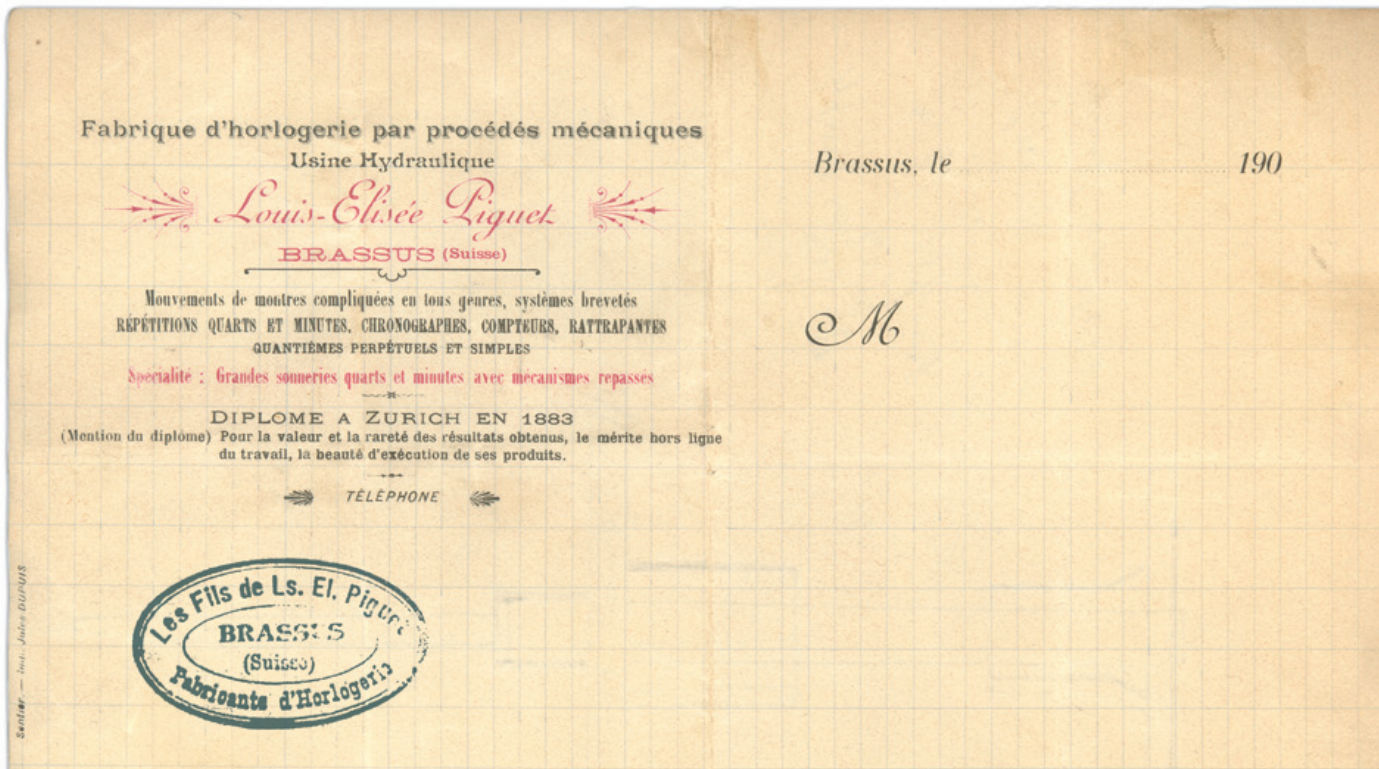 Fabrique d'horlogerie par procédés mécaniques
Usine Hydraulique
Louis-Elisée Piguet
BRASSUS (Suisse)
Mouvements de montres compliquées en tous genres, systèmes brevetés
RÉPÉTITIONS QUARTS ET MINUTES, CHRONOGRAPHES, COMPTEURS, RATTRAPANTES
QUANTIÈMES PERPÉTUELS ET SIMPLES
Spécialité : Grandes sonneries quarts et minutes avec mécanismes repassés
DIPLOME A ZURICH EN 1883
(Mention du diplôme) Pour la valeur et la rareté des résultats obtenus, le mérite hors ligne
du travail, la beauté d'exécution de ses produits.
TÉLÉPHONE
Brassus, le 190
M
Les Fils de Ls. El. Piguet
BRASSUS
(Suisse)
Fabricants d'Horlogerie
Sentier. — Imp. Jules DUPUIS